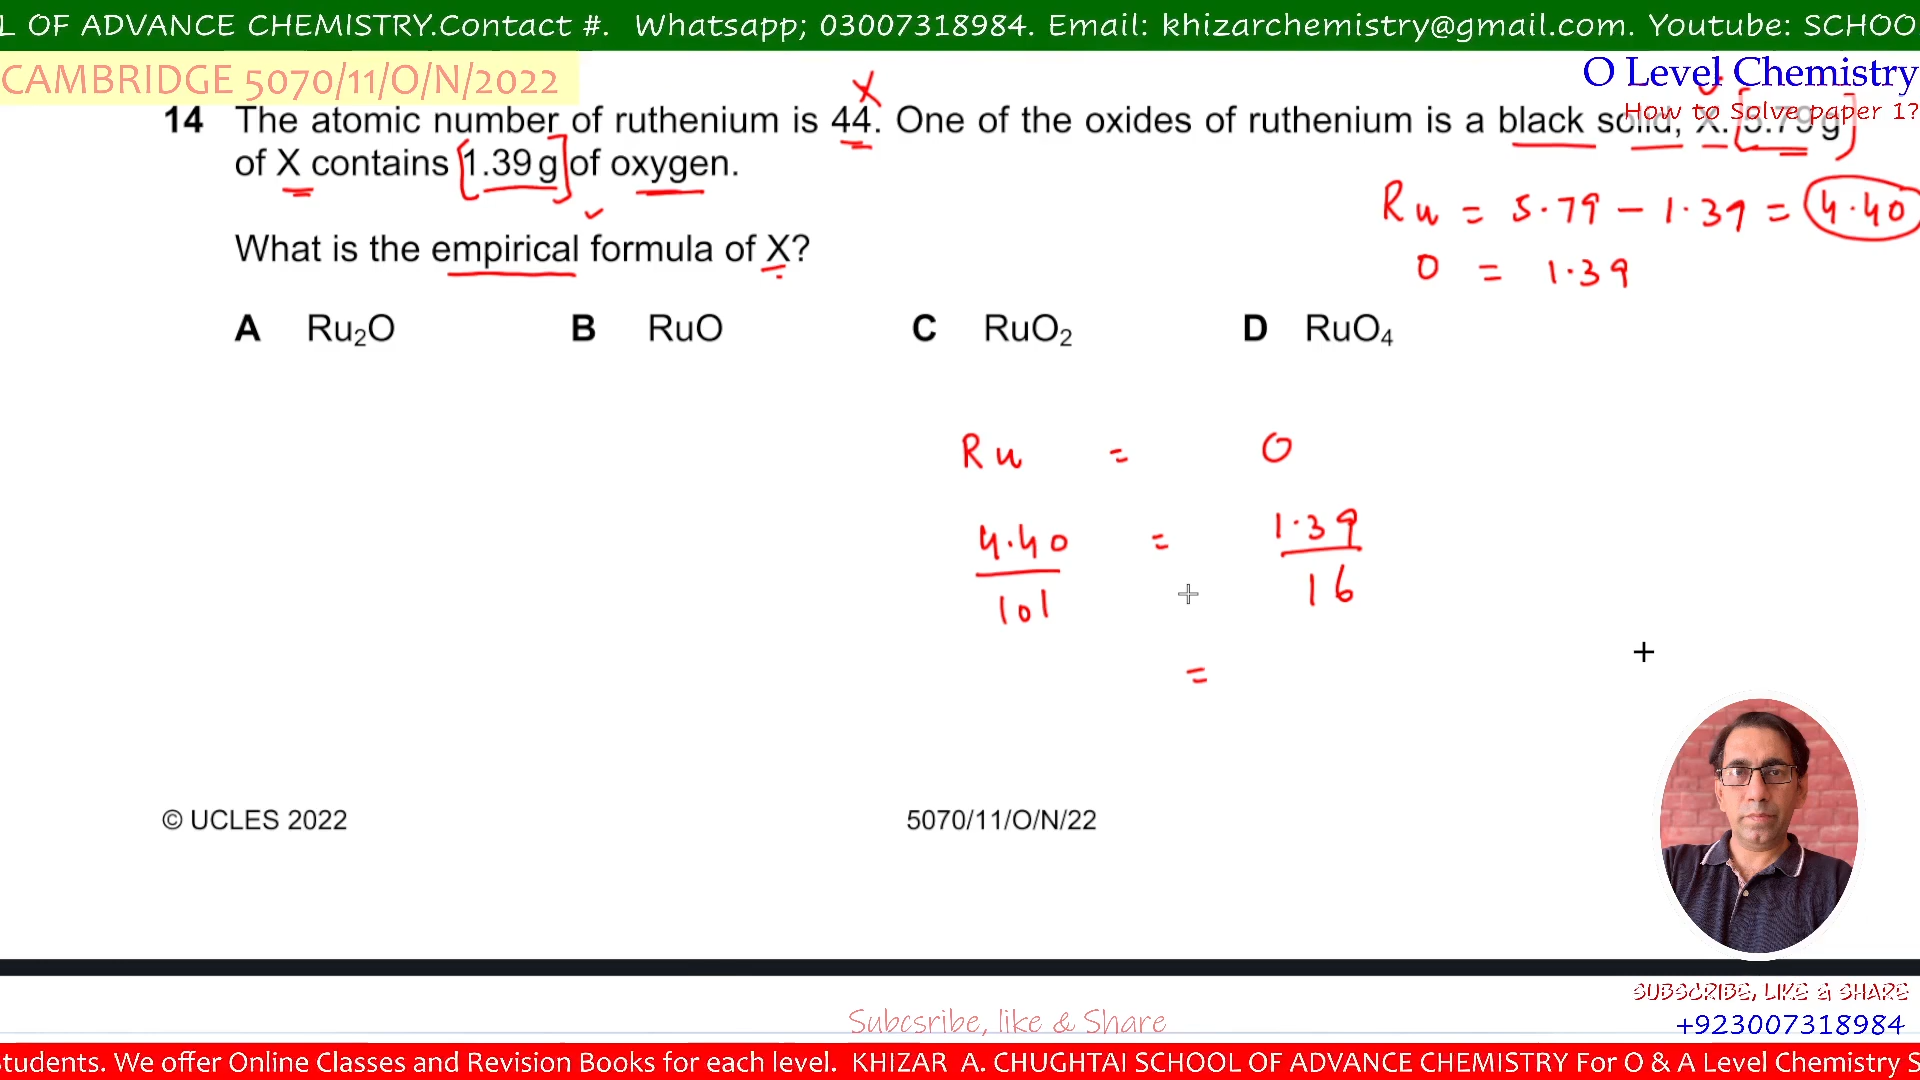 L OF ADVANCE CHEMISTRY.Contact #. Whatsapp; 03007318984. Email: khizarchemistry@gmail.com. Youtube: SCHOO
CAMBRIDGE 5070/11/O/N/2022
O Level Chemistry
How to Solve paper 1?
X
14 The atomic number of ruthenium is 44. One of the oxides of ruthenium is a black solid, X. [5.79 g]
of X contains [1.39 g] of oxygen.
Ru = 5.79 - 1.39 = 4.40
O = 1.39
What is the empirical formula of X?
A Ru₂O B RuO C RuO₂ D RuO₄
Ru = O
4.40 = 1.39
101 16
=
+
© UCLES 2022 5070/11/O/N/22
SUBSCRIBE, LIKE & SHARE
Subcsribe, like & Share
+923007318984
students. We offer Online Classes and Revision Books for each level. KHIZAR A. CHUGHTAI SCHOOL OF ADVANCE CHEMISTRY For O & A Level Chemistry S